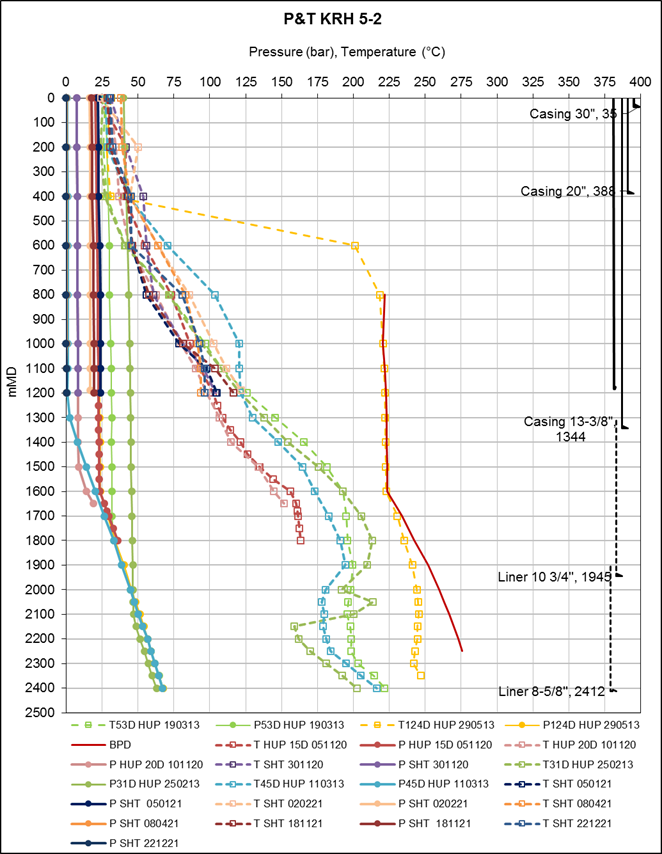 P&T KRH 5-2
Pressure (bar), Temperature (°C)
0 25 50 75 100 125 150 175 200 225 250 275 300 325 350 375 400
mMD
0
100
200
300
400
500
600
700
800
900
1000
1100
1200
1300
1400
1500
1600
1700
1800
1900
2000
2100
2200
2300
2400
2500
Casing 30", 35
Casing 20", 388
Casing 13-3/8",
1344
Liner 10 3/4", 1945
Liner 8-5/8", 2412
T53D HUP 190313 P53D HUP 190313 T124D HUP 290513 P124D HUP 290513
BPD T HUP 15D 051120 P HUP 15D 051120 T HUP 20D 101120
P HUP 20D 101120 T SHT 301120 P SHT 301120 T31D HUP 250213
P31D HUP 250213 T45D HUP 110313 P45D HUP 110313 T SHT 050121
P SHT 050121 T SHT 020221 P SHT 020221 T SHT 080421
P SHT 080421 T SHT 181121 P SHT 181121 T SHT 221221
P SHT 221221